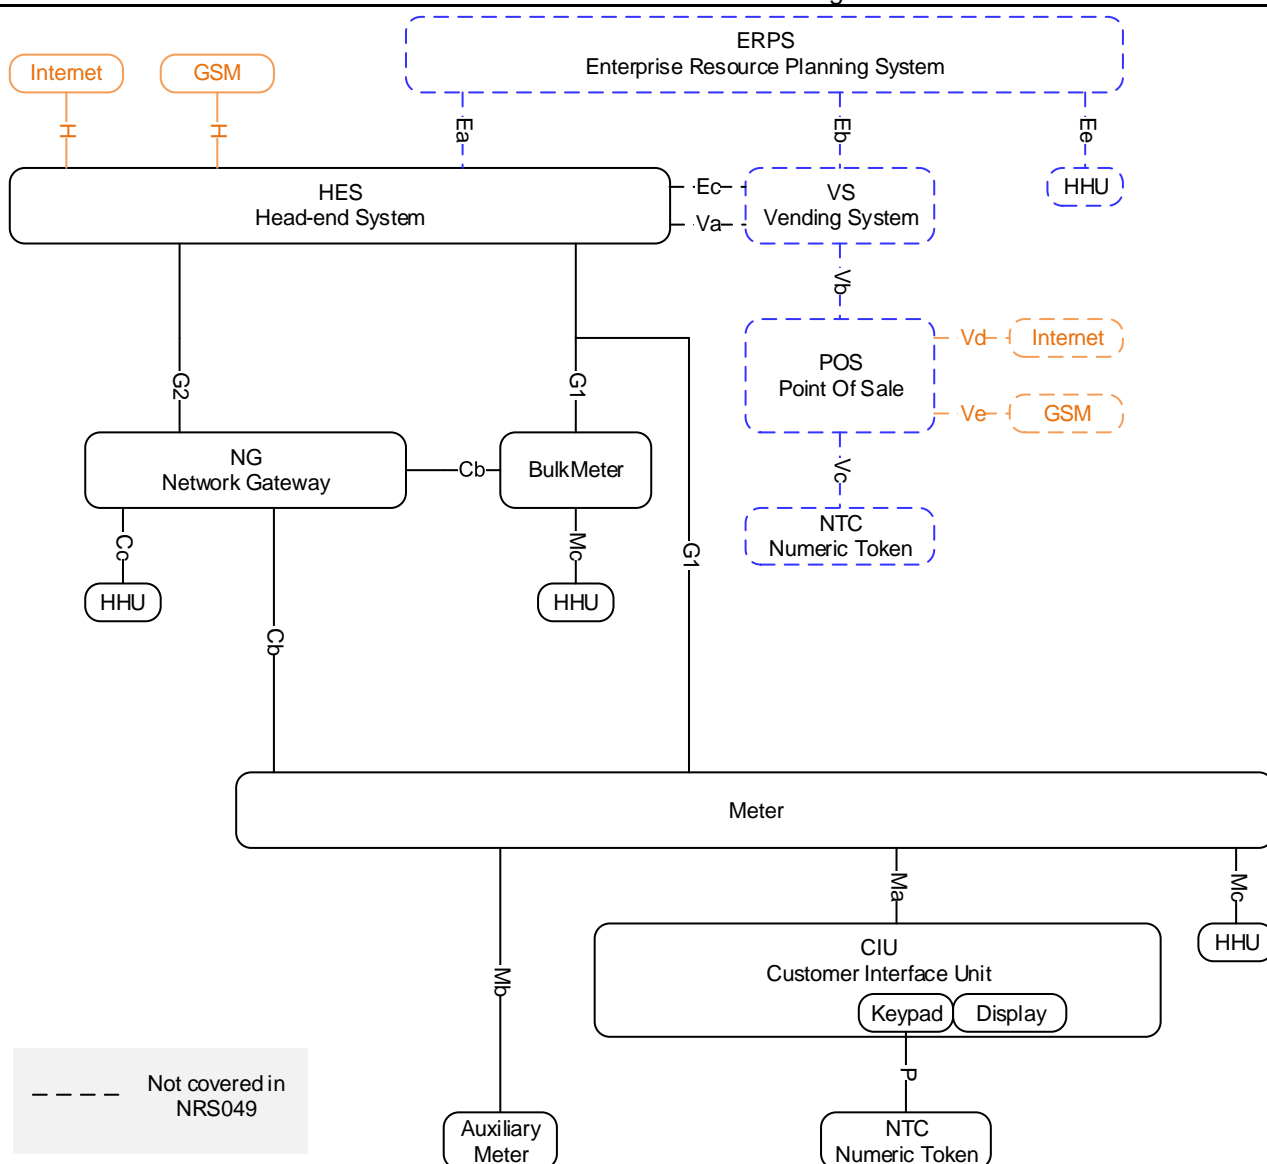 ERPS
Enterprise Resource Planning System
Internet
GSM
H
H
Ea
Eb
Ee
HES
Head-end System
Ec
Va
VS
Vending System
HHU
Vb
POS
Point Of Sale
Vd
Internet
Ve
GSM
G2
G1
NG
Network Gateway
Cb
BulkMeter
Vc
NTC
Numeric Token
Cc
Mc
G1
HHU
HHU
Cb
Meter
Ma
Mc
CIU
Customer Interface Unit
HHU
Mb
Keypad
Display
P
Not covered in
NRS049
Auxiliary
Meter
NTC
Numeric Token